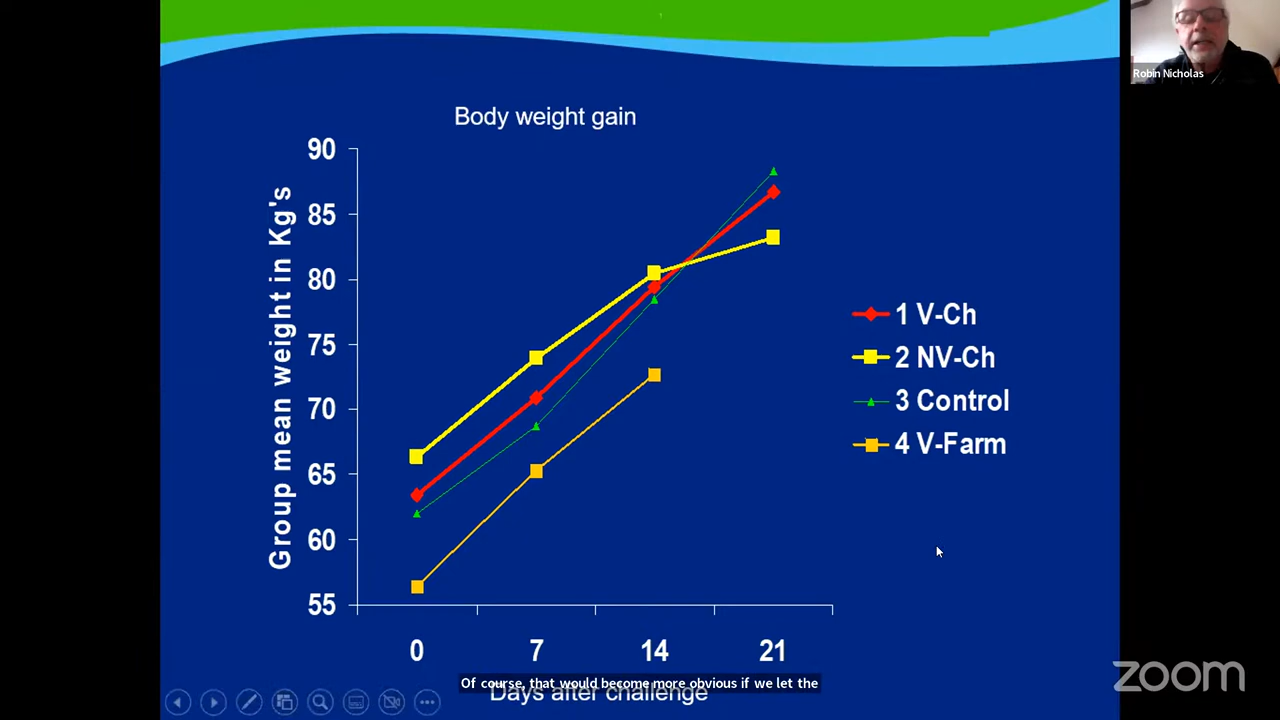 Robin Nicholas
Body weight gain
Group mean weight in Kg's
90
85
80
75
70
65
60
55
0 7 14 21
Days after challenge
1 V-Ch
2 NV-Ch
3 Control
4 V-Farm
Of course, that would become more obvious if we let the
zoom